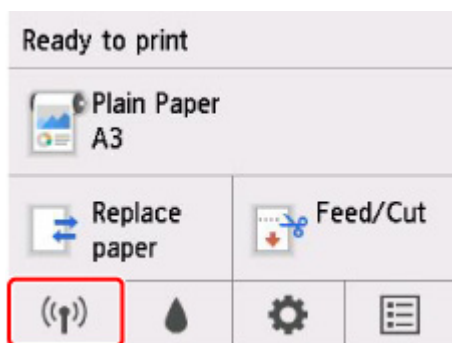 Ready to print
Plain Paper
A3
Replace
paper
Feed/Cut